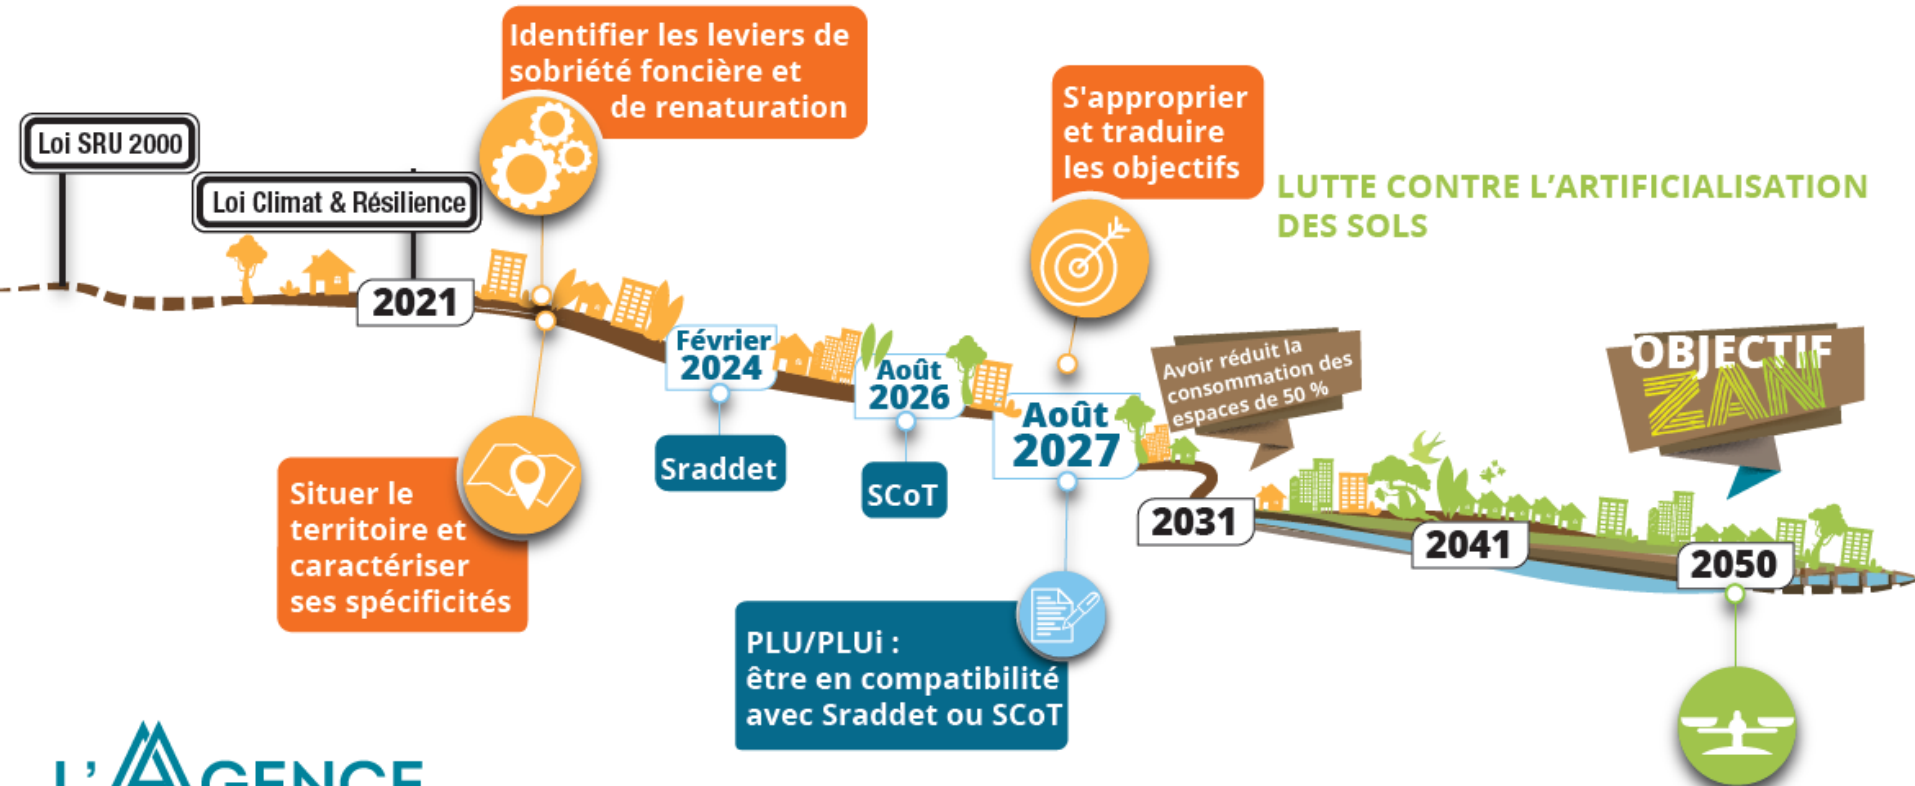 Identifier les leviers de
sobriété foncière et
de renaturation
S'approprier
et traduire
les objectifs
Loi SRU 2000
Loi Climat & Résilience
LUTTE CONTRE L'ARTIFICIALISATION
DES SOLS
2021
Février
2024
Août
2026
Août
2027
Avoir réduit la
consommation des
espaces de 50 %
OBJECTIF
ZAN
Sraddet
SCoT
Situer le
territoire et
caractériser
ses spécificités
2031
2041
2050
PLU/PLUi :
être en compatibilité
avec Sraddet ou SCoT
L'AGENCE